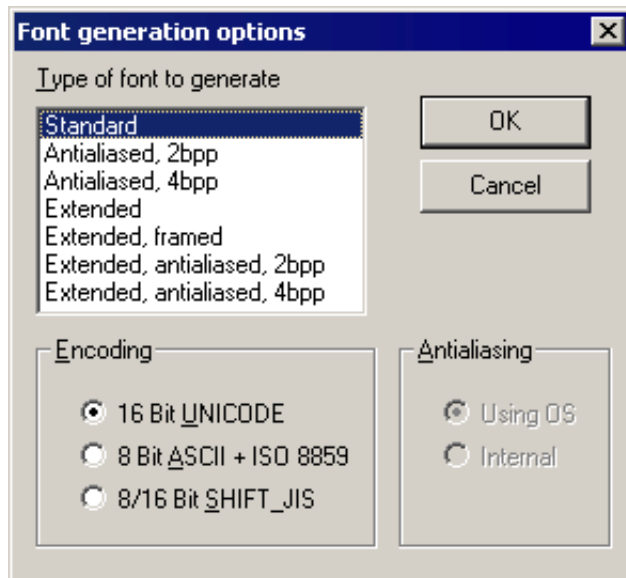 Font generation options
Type of font to generate
Standard
Antialiased, 2bpp
Antialiased, 4bpp
Extended
Extended, framed
Extended, antialiased, 2bpp
Extended, antialiased, 4bpp
OK
Cancel
Encoding
16 Bit UNICODE
8 Bit ASCII + ISO 8859
8/16 Bit SHIFT_JIS
Antialiasing
Using OS
Internal